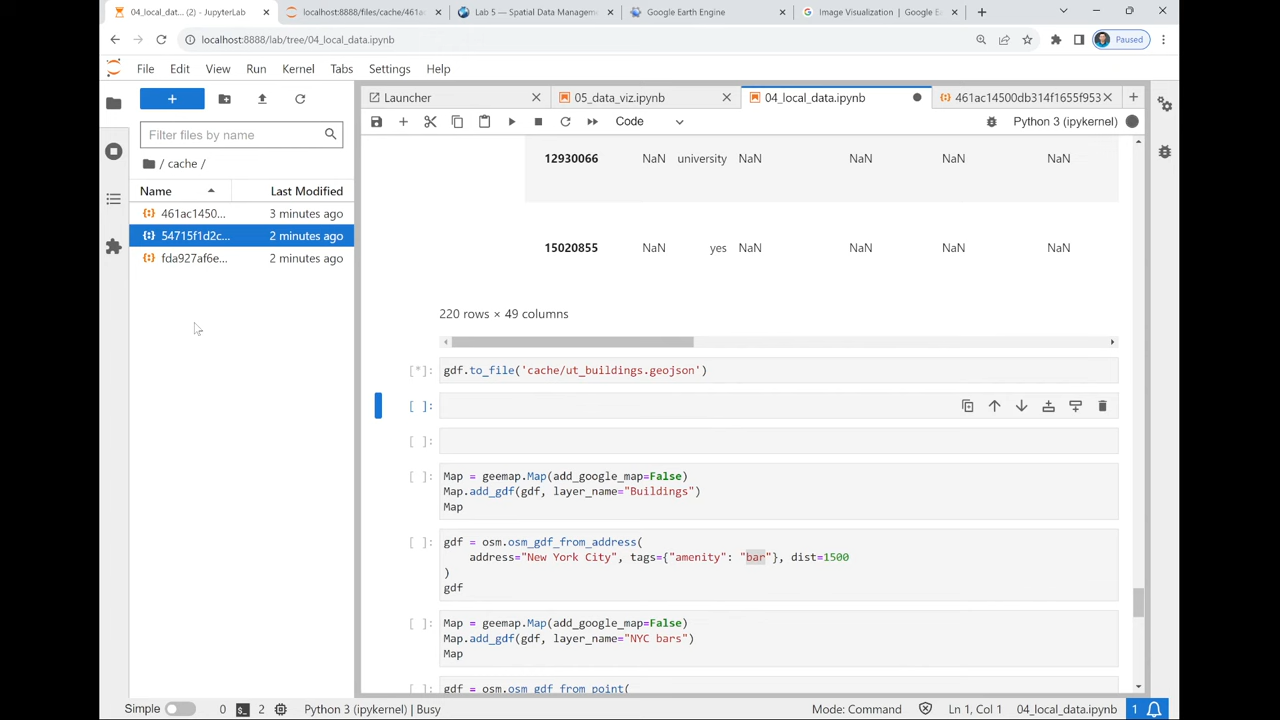 04_local_dat... (2) - JupyterLab
localhost:8888/files/cache/461ac
Lab 5 — Spatial Data Managemen
Google Earth Engine
Image Visualization | Google E
localhost:8888/lab/tree/04_local_data.ipynb
Paused
File Edit View Run Kernel Tabs Settings Help
Launcher
05_data_viz.ipynb
04_local_data.ipynb
461ac14500db314f1655f953
Filter files by name
Code
Python 3 (ipykernel)
/ cache /
Name
Last Modified
461ac1450... 3 minutes ago
54715f1d2c... 2 minutes ago
fda927af6e... 2 minutes ago
12930066 NaN university NaN NaN NaN NaN
15020855 NaN yes NaN NaN NaN NaN
220 rows × 49 columns
[*]: gdf.to_file('cache/ut_buildings.geojson')
[ ]:
[ ]:
[ ]: Map = geemap.Map(add_google_map=False)
Map.add_gdf(gdf, layer_name="Buildings")
Map
[ ]: gdf = osm.osm_gdf_from_address(
address="New York City", tags={"amenity": "bar"}, dist=1500
)
gdf
[ ]: Map = geemap.Map(add_google_map=False)
Map.add_gdf(gdf, layer_name="NYC bars")
Map
[ ]: gdf = osm.osm_gdf_from_point(
Simple 0 2 Python 3 (ipykernel) | Busy Mode: Command Ln 1, Col 1 04_local_data.ipynb 1